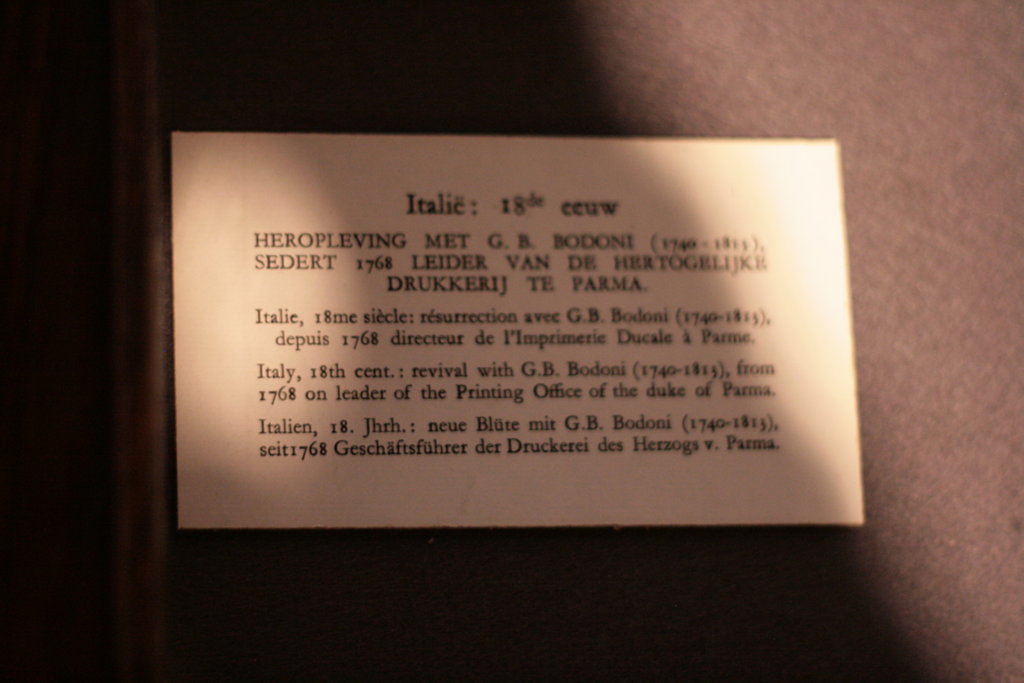 Italië: 18de eeuw
HEROPLEVING MET G. B. BODONI (1740-1813),
SEDERT 1768 LEIDER VAN DE HERTOGELIJKE
DRUKKERIJ TE PARMA.
Italie, 18me siècle: résurrection avec G.B. Bodoni (1740-1813),
depuis 1768 directeur de l'Imprimerie Ducale à Parme.
Italy, 18th cent.: revival with G.B. Bodoni (1740-1813), from
1768 on leader of the Printing Office of the duke of Parma.
Italien, 18. Jhrh.: neue Blüte mit G.B. Bodoni (1740-1813),
seit1768 Geschäftsführer der Druckerei des Herzogs v. Parma.